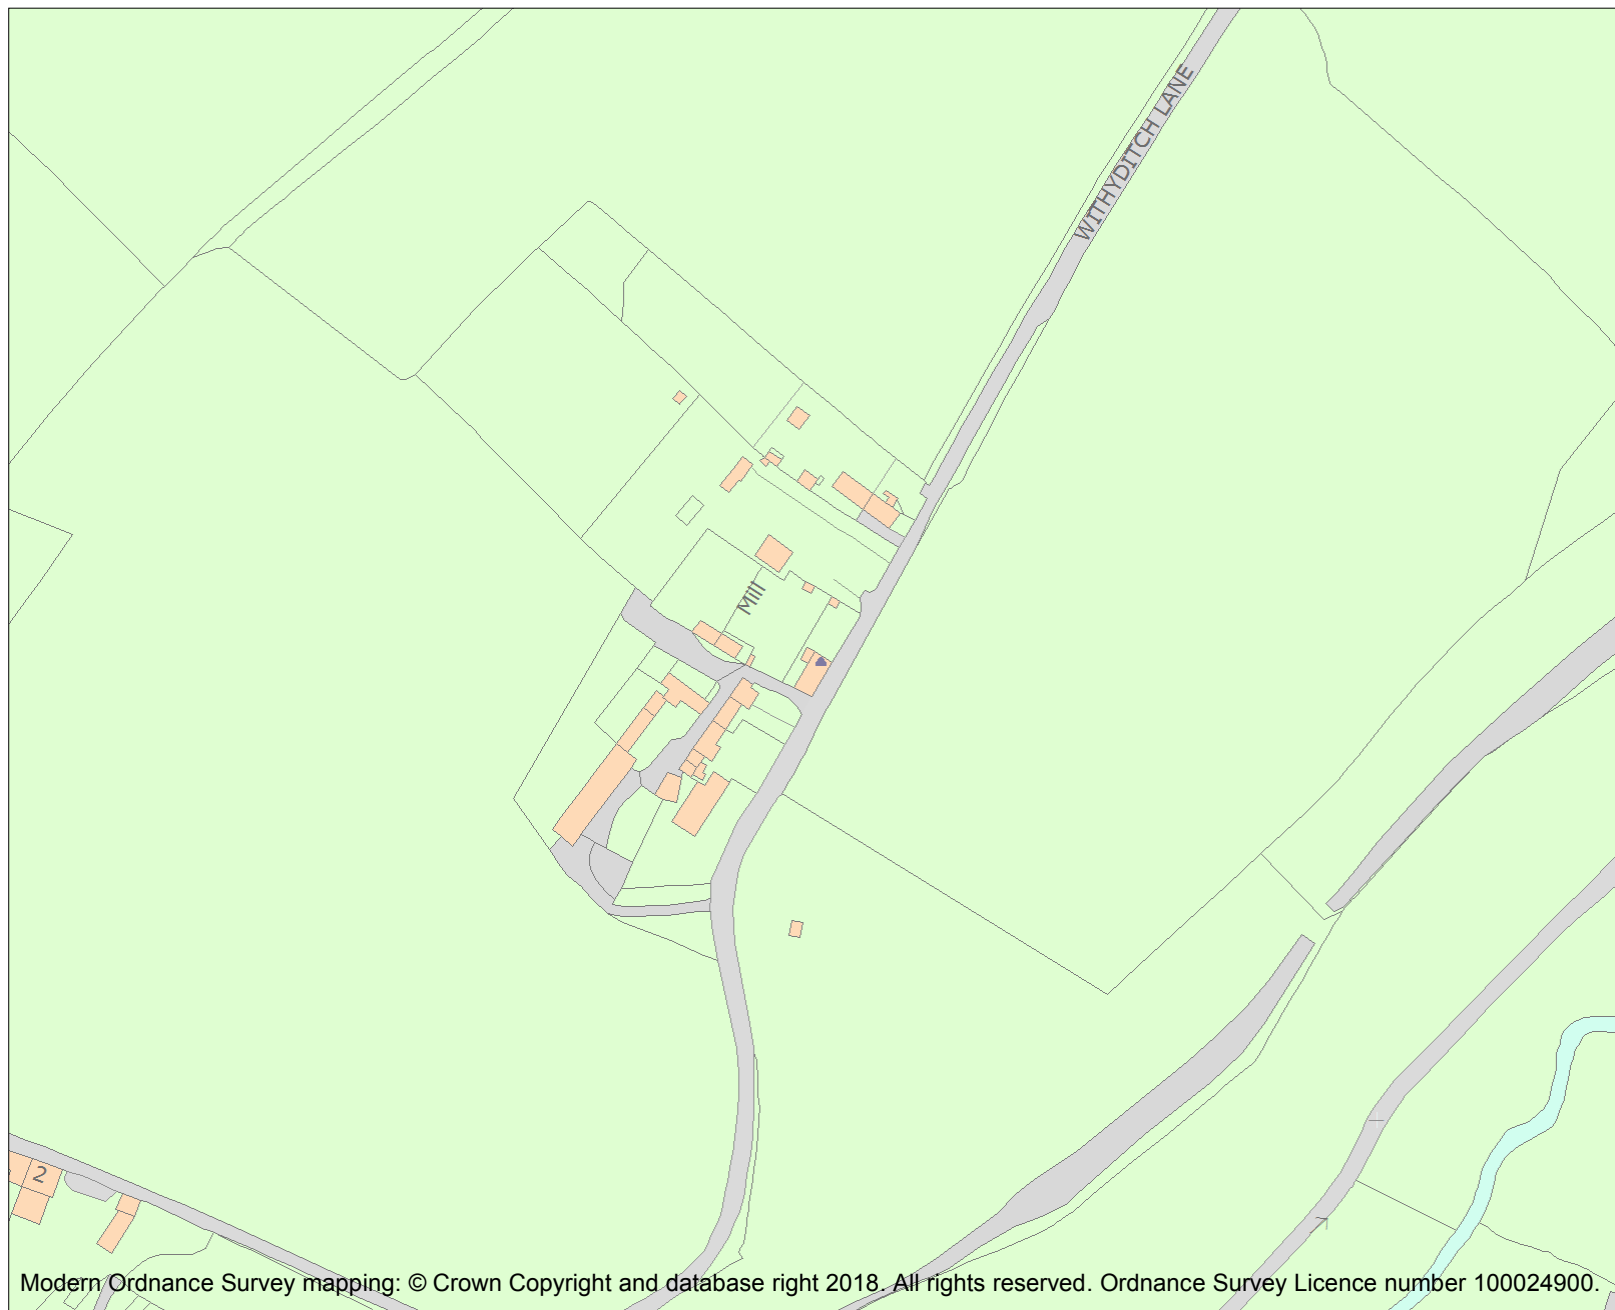 WITHYDITCH LANE
Mill
2
Modern Ordnance Survey mapping: © Crown Copyright and database right 2018. All rights reserved. Ordnance Survey Licence number 100024900.